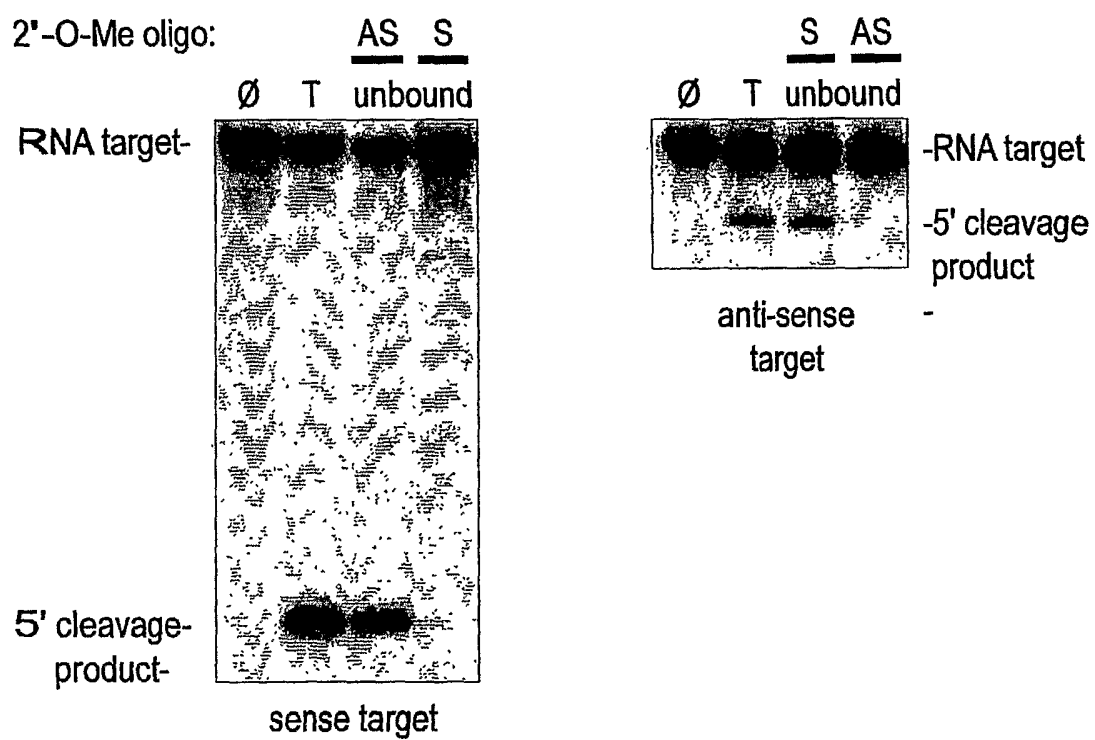 2'-O-Me oligo: AS S
Ø T unbound
RNA target-
5' cleavage-
product-
sense target
S AS
Ø T unbound
-RNA target
-5' cleavage
product
-
anti-sense
target